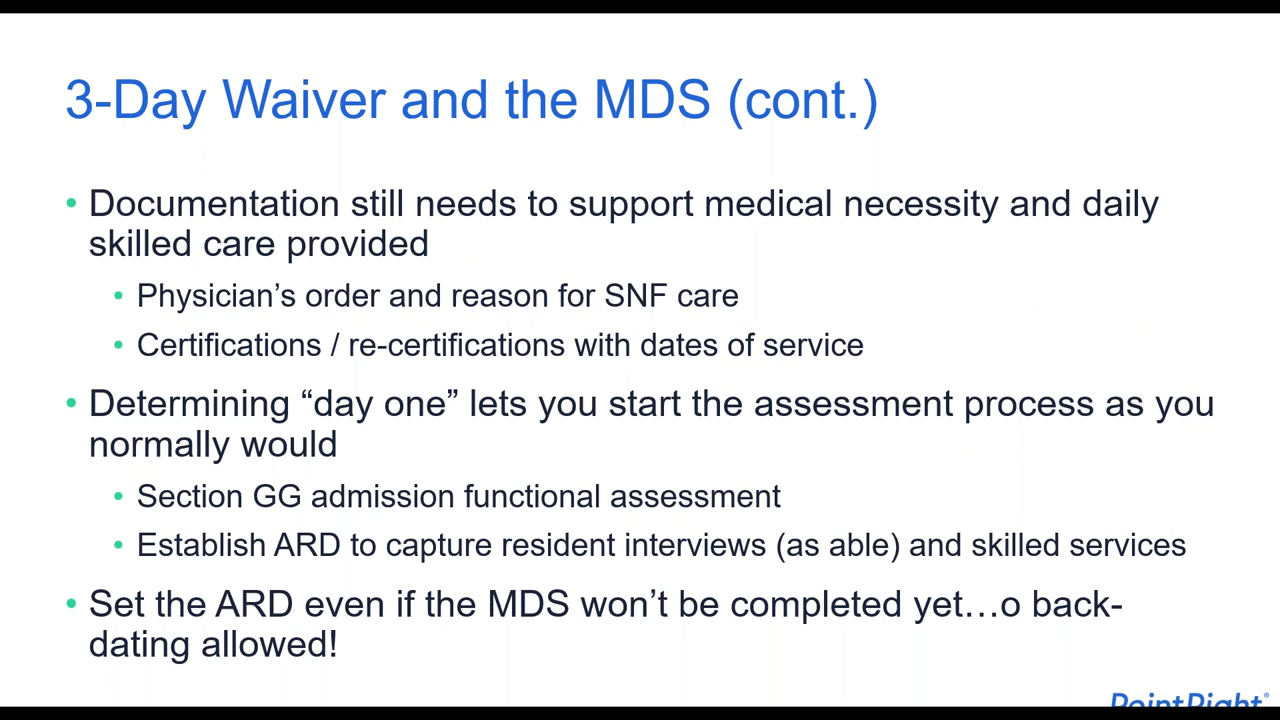 3-Day Waiver and the MDS (cont.)
• Documentation still needs to support medical necessity and daily
skilled care provided
• Physician’s order and reason for SNF care
• Certifications / re-certifications with dates of service
• Determining “day one” lets you start the assessment process as you
normally would
• Section GG admission functional assessment
• Establish ARD to capture resident interviews (as able) and skilled services
• Set the ARD even if the MDS won’t be completed yet…o back-
dating allowed!
PointRight®